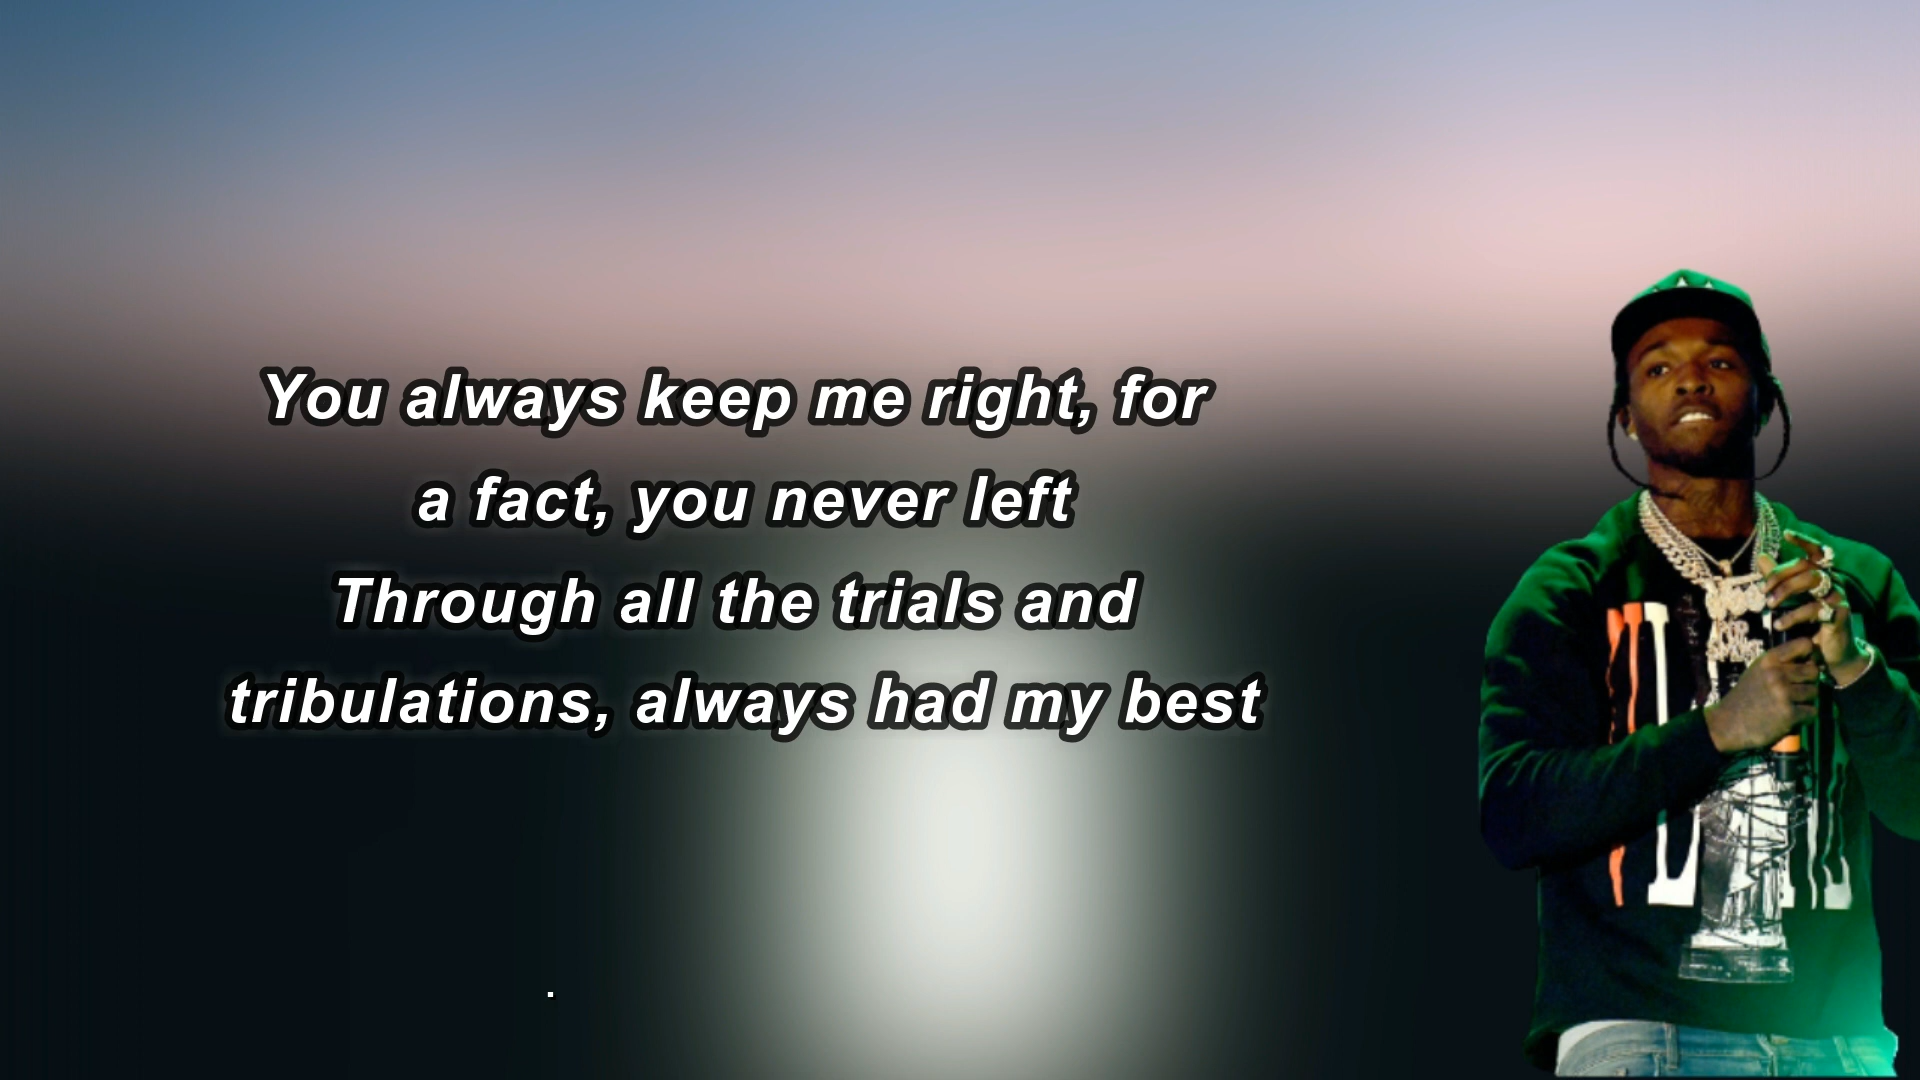 You always keep me right, for
a fact, you never left
Through all the trials and
tribulations, always had my best
.